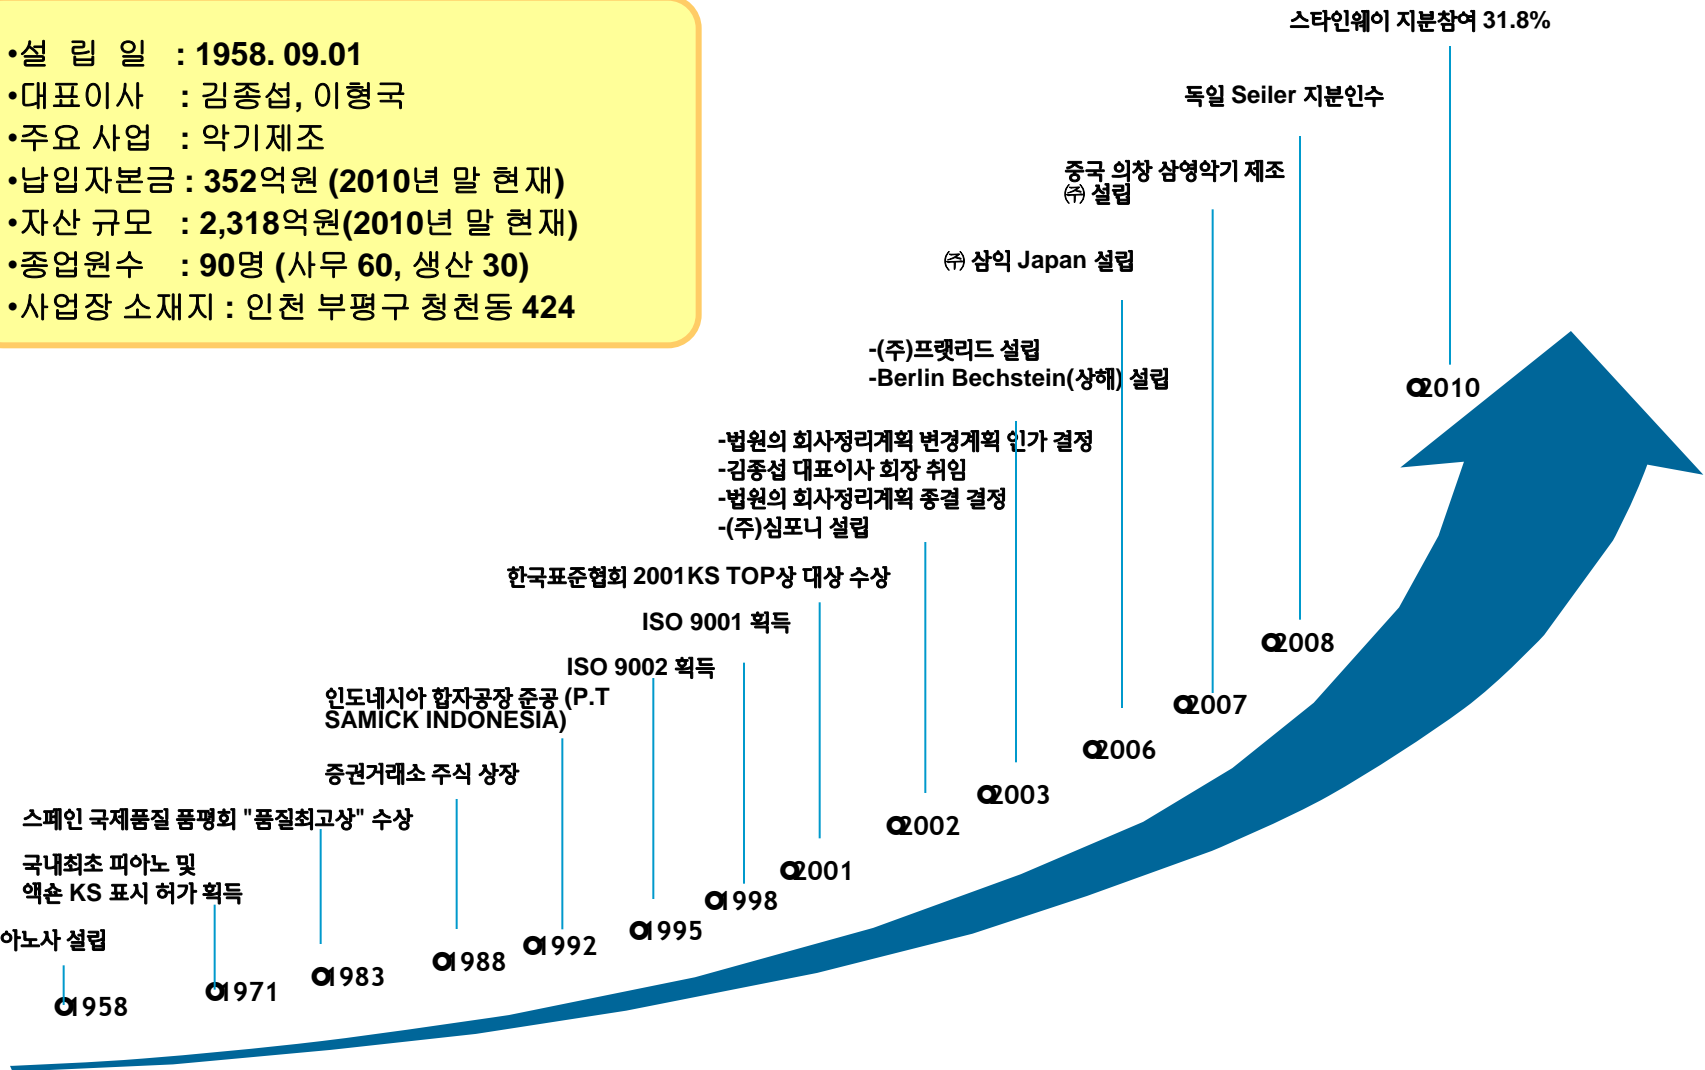 •설 립 일 : 1958. 09.01
•대표이사 : 김종섭, 이형국
•주요 사업 : 악기제조
•납입자본금 : 352억원 (2010년 말 현재)
•자산 규모 : 2,318억원(2010년 말 현재)
•종업원수 : 90명 (사무 60, 생산 30)
•사업장 소재지 : 인천 부평구 청천동 424
스타인웨이 지분참여 31.8%
독일 Seiler 지분인수
중국 의창 삼영악기 제조
㈜ 설립
㈜ 삼익 Japan 설립
-(주)프랫리드 설립
-Berlin Bechstein(상해) 설립
-법원의 회사정리계획 변경계획 인가 결정
-김종섭 대표이사 회장 취임
-법원의 회사정리계획 종결 결정
-(주)심포니 설립
한국표준협회 2001KS TOP상 대상 수상
ISO 9001 획득
ISO 9002 획득
인도네시아 합자공장 준공 (P.T
SAMICK INDONESIA)
증권거래소 주식 상장
스페인 국제품질 품평회 "품질최고상" 수상
국내최초 피아노 및
액숀 KS 표시 허가 획득
아노사 설립
1958
1971
1983
1988
1992
1995
1998
2001
2002
2003
2006
2007
2008
2010